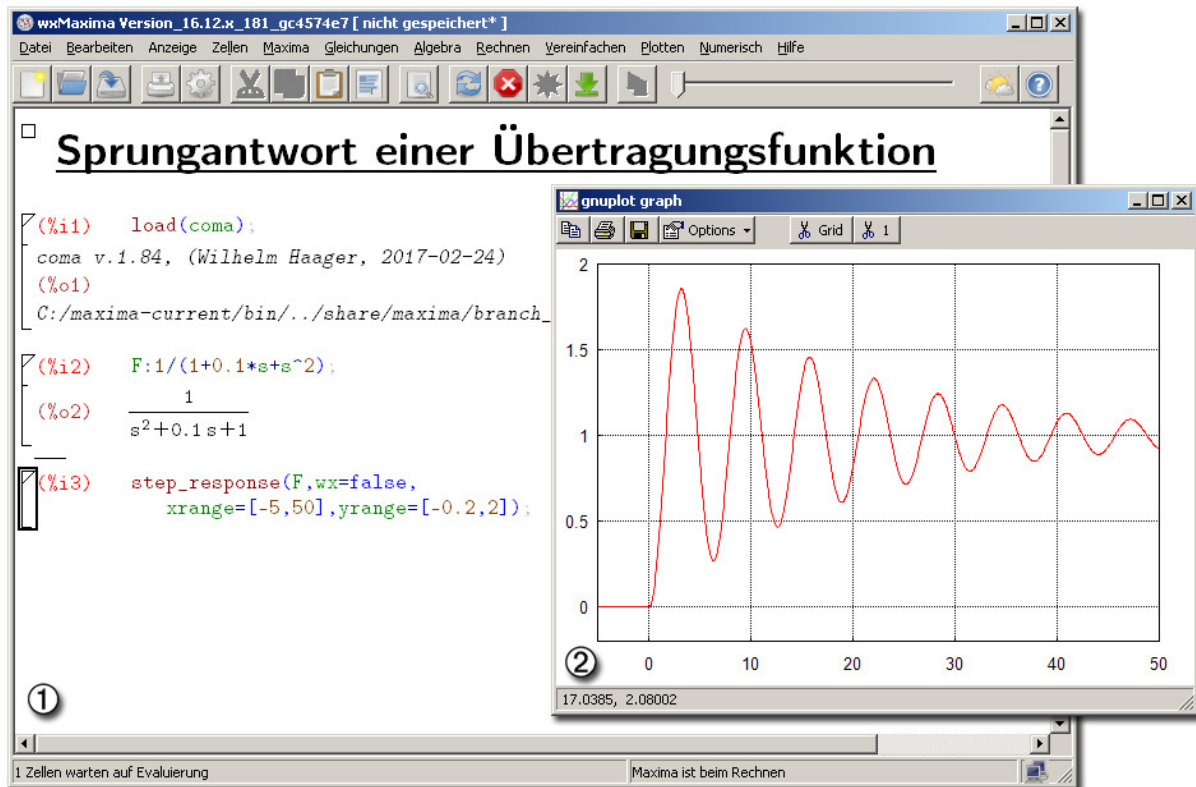 wxMaxima Version_16.12.x_181_gc4574e7 [ nicht gespeichert* ]
Datei Bearbeiten Anzeige Zellen Maxima Gleichungen Algebra Rechnen Vereinfachen Plotten Numerisch Hilfe
Sprungantwort einer Übertragungsfunktion
(%i1) load(coma);
coma v.1.84, (Wilhelm Haager, 2017-02-24)
(%o1)
C:/maxima-current/bin/../share/maxima/branch_
(%i2) F:1/(1+0.1*s+s^2);
(%o2) 1
s²+0.1 s+1
(%i3) step_response(F,wx=false,
xrange=[-5,50],yrange=[-0.2,2]);
①
1 Zellen warten auf Evaluierung
Maxima ist beim Rechnen
gnuplot graph
Options
Grid
1
2
1.5
1
0.5
0
0 10 20 30 40 50
②
17.0385, 2.08002